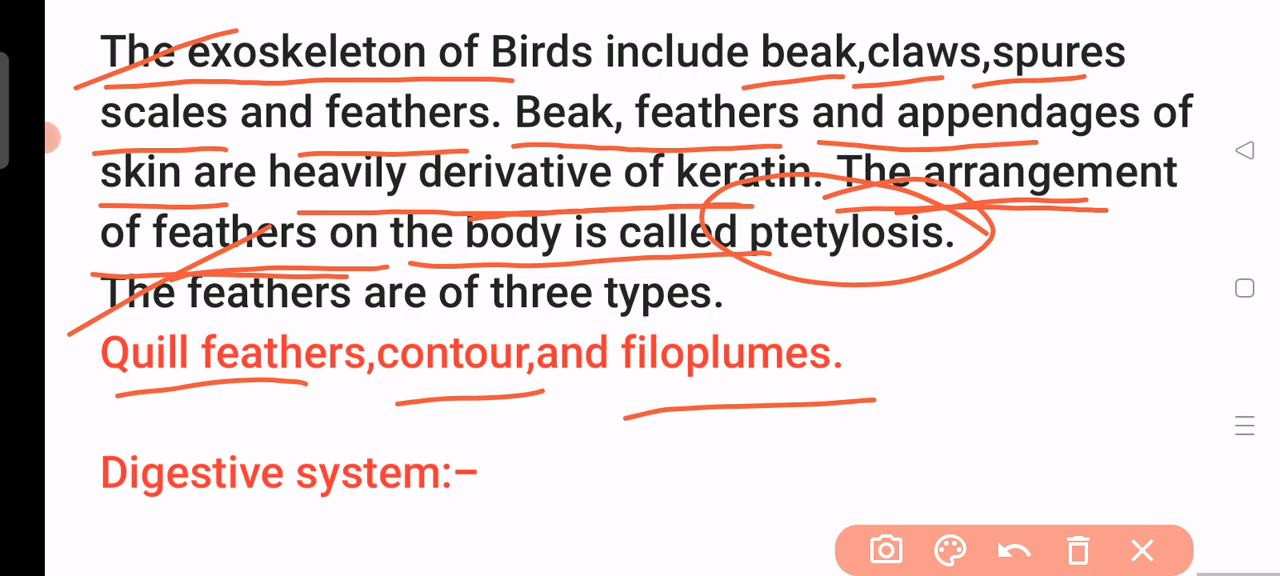 The exoskeleton of Birds include beak,claws,spures
scales and feathers. Beak, feathers and appendages of
skin are heavily derivative of keratin. The arrangement
of feathers on the body is called ptetylosis.
The feathers are of three types.
Quill feathers,contour,and filoplumes.
Digestive system:–